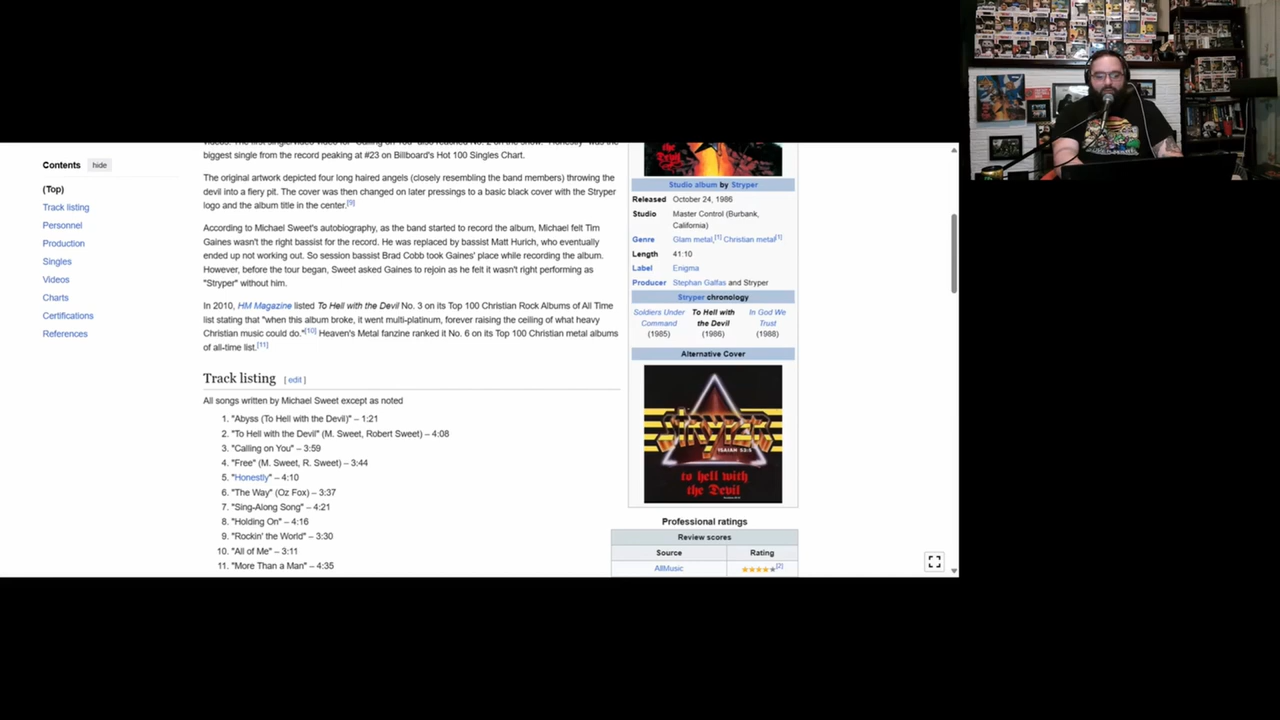 Contents hide
(Top)
Track listing
Personnel
Production
Singles
Videos
Charts
Certifications
References
biggest single from the record peaking at #23 on Billboard's Hot 100 Singles Chart.
The original artwork depicted four long haired angels (closely resembling the band members) throwing the
devil into a fiery pit. The cover was then changed on later pressings to a basic black cover with the Stryper
logo and the album title in the center.[9]
According to Michael Sweet's autobiography, as the band started to record the album, Michael felt Tim
Gaines wasn't the right bassist for the record. He was replaced by bassist Matt Hurich, who eventually
ended up not working out. So session bassist Brad Cobb took Gaines' place while recording the album.
However, before the tour began, Sweet asked Gaines to rejoin as he felt it wasn't right performing as
"Stryper" without him.
In 2010, HM Magazine listed To Hell with the Devil No. 3 on its Top 100 Christian Rock Albums of All Time
list stating that "when this album broke, it went multi-platinum, forever raising the ceiling of what heavy
Christian music could do."[10] Heaven's Metal fanzine ranked it No. 6 on its Top 100 Christian metal albums
of all-time list.[11]
Track listing [ edit ]
All songs written by Michael Sweet except as noted
1. "Abyss (To Hell with the Devil)" – 1:21
2. "To Hell with the Devil" (M. Sweet, Robert Sweet) – 4:08
3. "Calling on You" – 3:59
4. "Free" (M. Sweet, R. Sweet) – 3:44
5. "Honestly" – 4:10
6. "The Way" (Oz Fox) – 3:37
7. "Sing-Along Song" – 4:21
8. "Holding On" – 4:16
9. "Rockin' the World" – 3:30
10. "All of Me" – 3:11
11. "More Than a Man" – 4:35
the Devil
Studio album by Stryper
Released October 24, 1986
Studio Master Control (Burbank,
California)
Genre Glam metal,[1] Christian metal[1]
Length 41:10
Label Enigma
Producer Stephan Galfas and Stryper
Stryper chronology
Soldiers Under
Command
(1985)
To Hell with
the Devil
(1986)
In God We
Trust
(1988)
Alternative Cover
Stryper
ISAIAH 53:5
to hell with
the Devil
Professional ratings
Review scores
Source Rating
AllMusic ★★★★★[2]